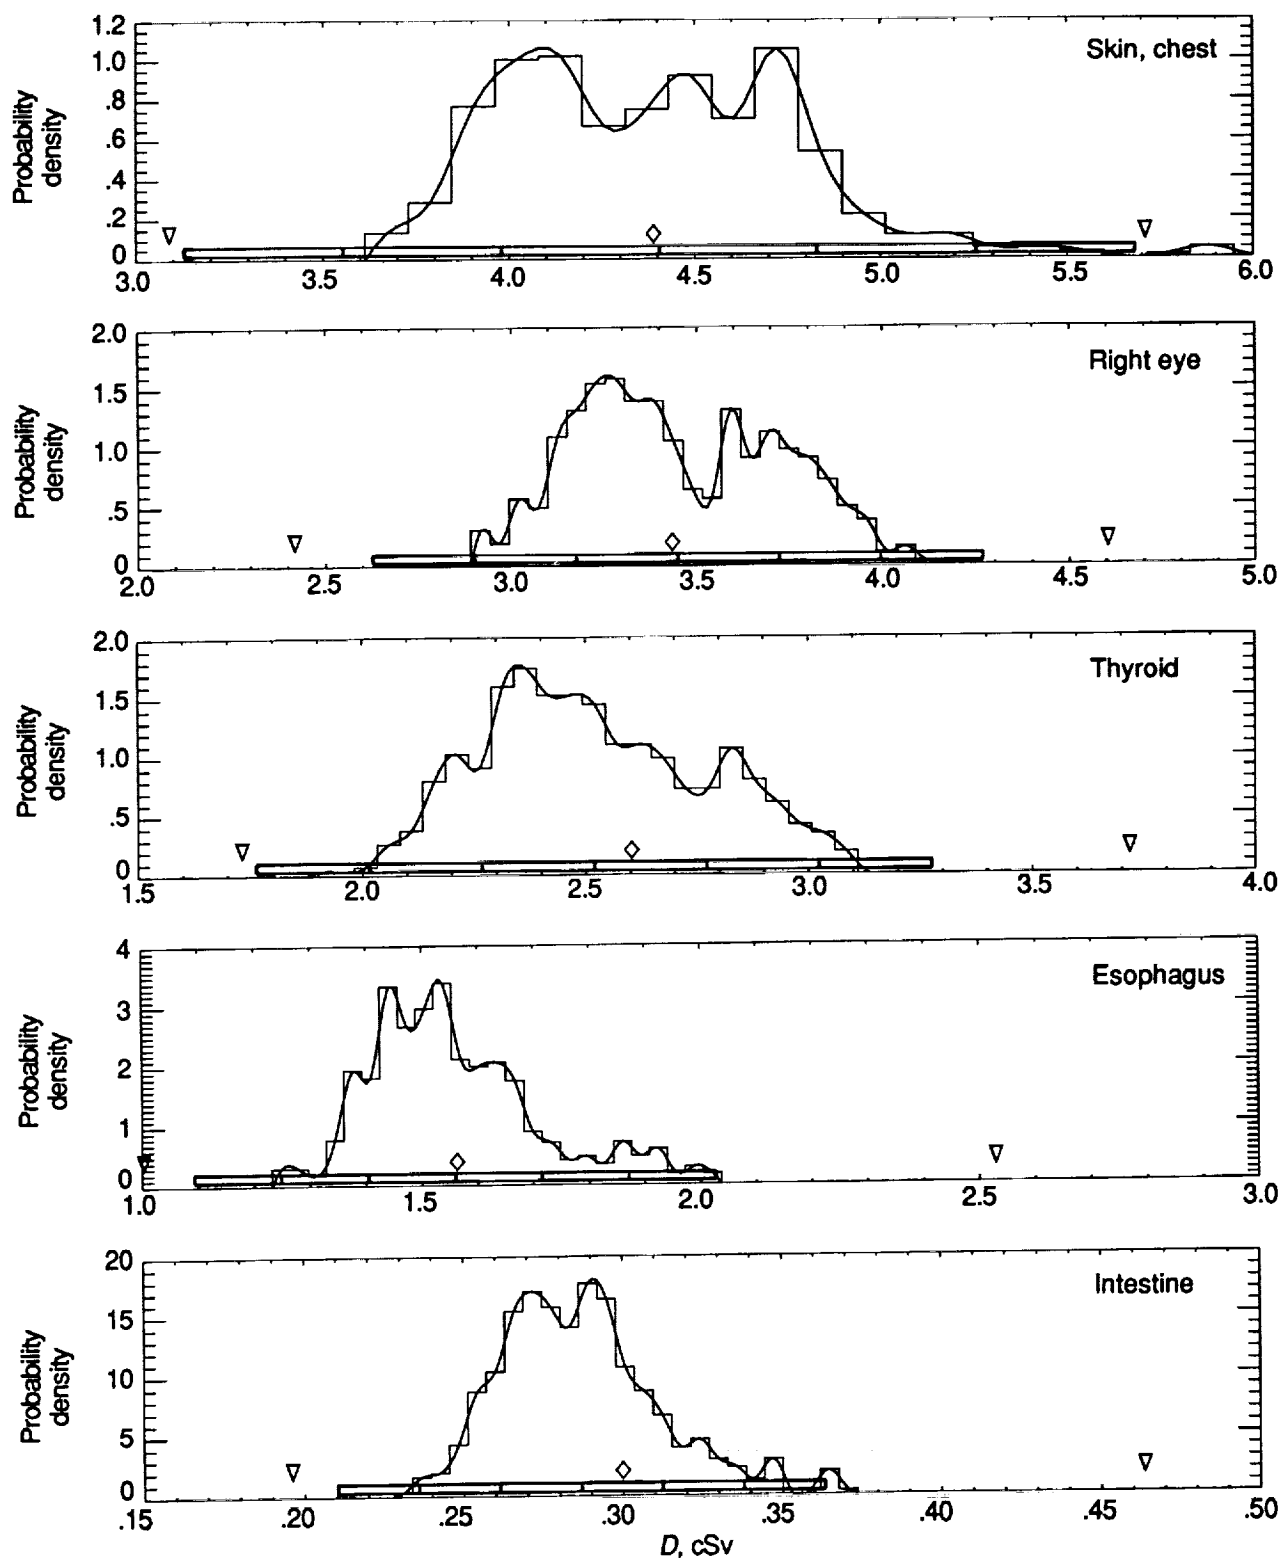 Skin, chest
Probability
density
1.2
1.0
.8
.6
.4
.2
0
3.0 3.5 4.0 4.5 5.0 5.5 6.0
Right eye
Probability
density
2.0
1.5
1.0
.5
0
2.0 2.5 3.0 3.5 4.0 4.5 5.0
Thyroid
Probability
density
2.0
1.5
1.0
.5
0
1.5 2.0 2.5 3.0 3.5 4.0
Esophagus
Probability
density
4
3
2
1
0
1.0 1.5 2.0 2.5 3.0
Intestine
Probability
density
20
15
10
5
0
.15 .20 .25 .30 .35 .40 .45 .50
D, cSv